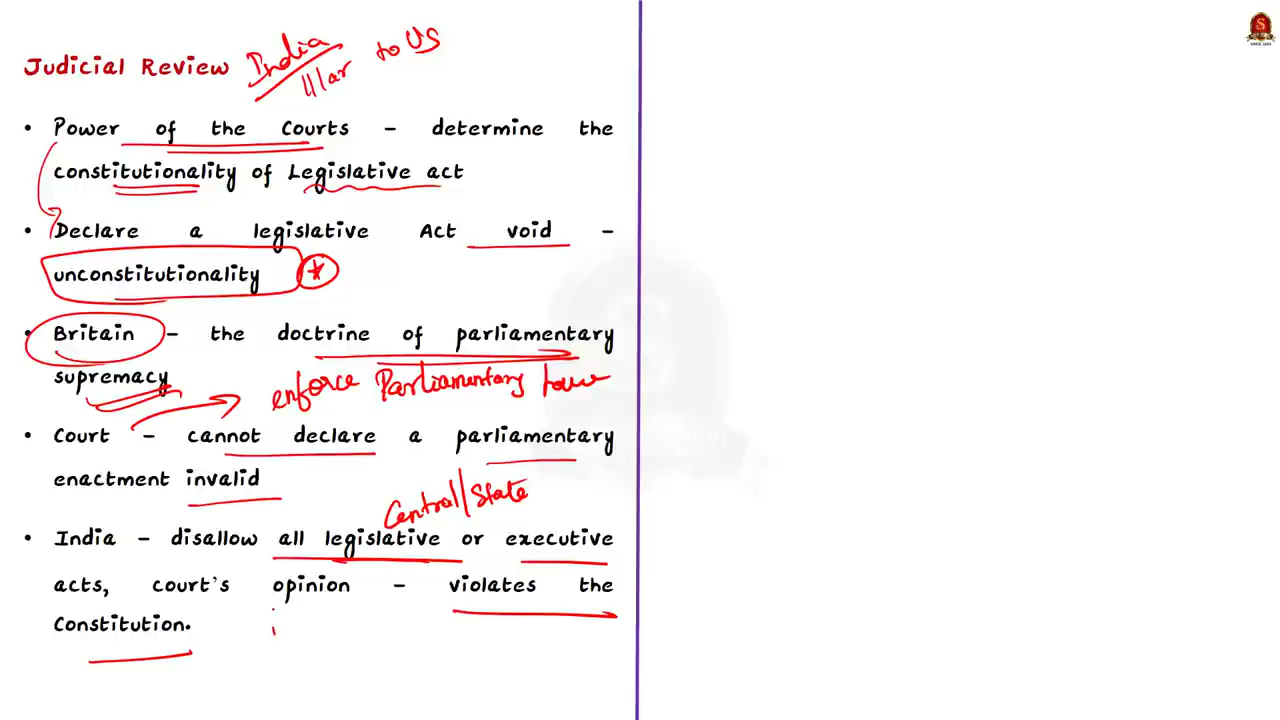 Judicial Review India to US
|||ar
• Power of the Courts – determine the
constitutionality of Legislative act
• Declare a legislative Act void –
unconstitutionality *
• Britain – the doctrine of parliamentary
supremacy enforce Parliamentary
• Court – cannot declare a parliamentary
enactment invalid
Central/State
• India – disallow all legislative or executive
acts, court's opinion – violates the
Constitution.